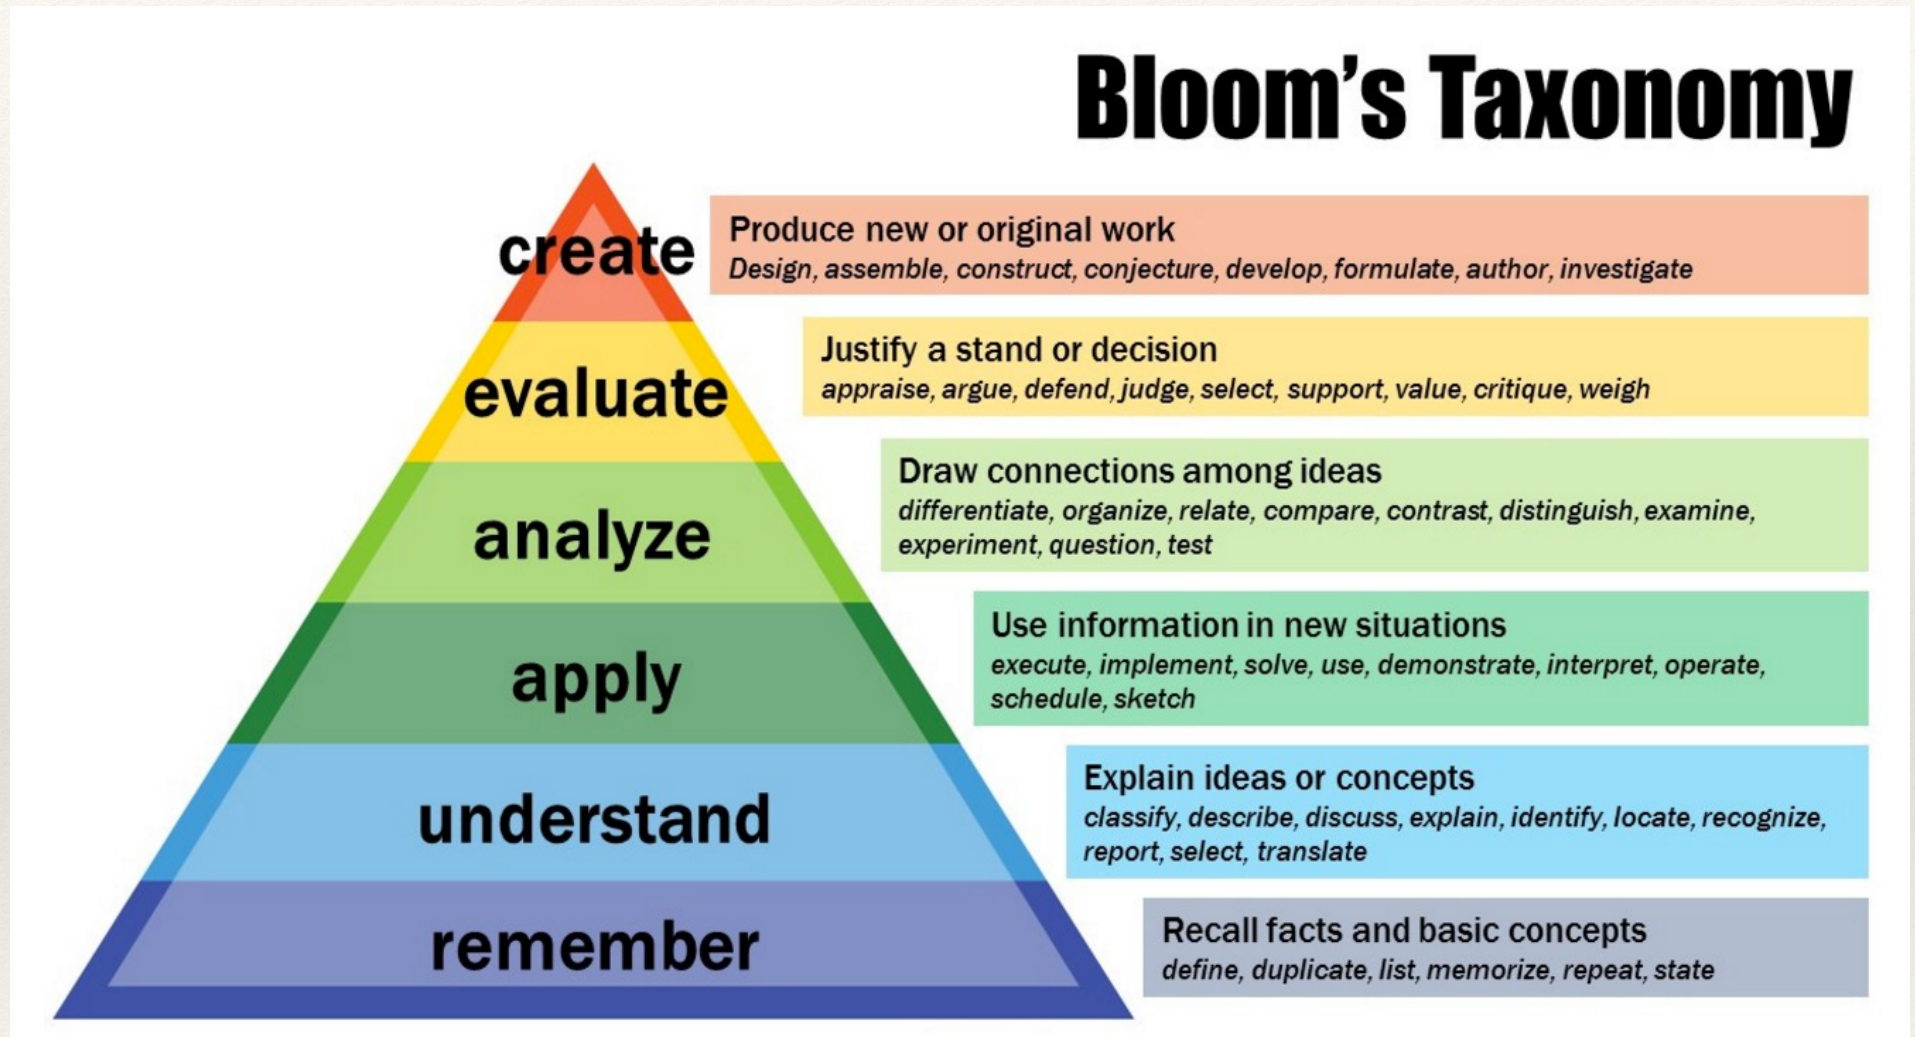 Bloom's Taxonomy
create
Produce new or original work
Design, assemble, construct, conjecture, develop, formulate, author, investigate
evaluate
Justify a stand or decision
appraise, argue, defend, judge, select, support, value, critique, weigh
analyze
Draw connections among ideas
differentiate, organize, relate, compare, contrast, distinguish, examine,
experiment, question, test
apply
Use information in new situations
execute, implement, solve, use, demonstrate, interpret, operate,
schedule, sketch
understand
Explain ideas or concepts
classify, describe, discuss, explain, identify, locate, recognize,
report, select, translate
remember
Recall facts and basic concepts
define, duplicate, list, memorize, repeat, state